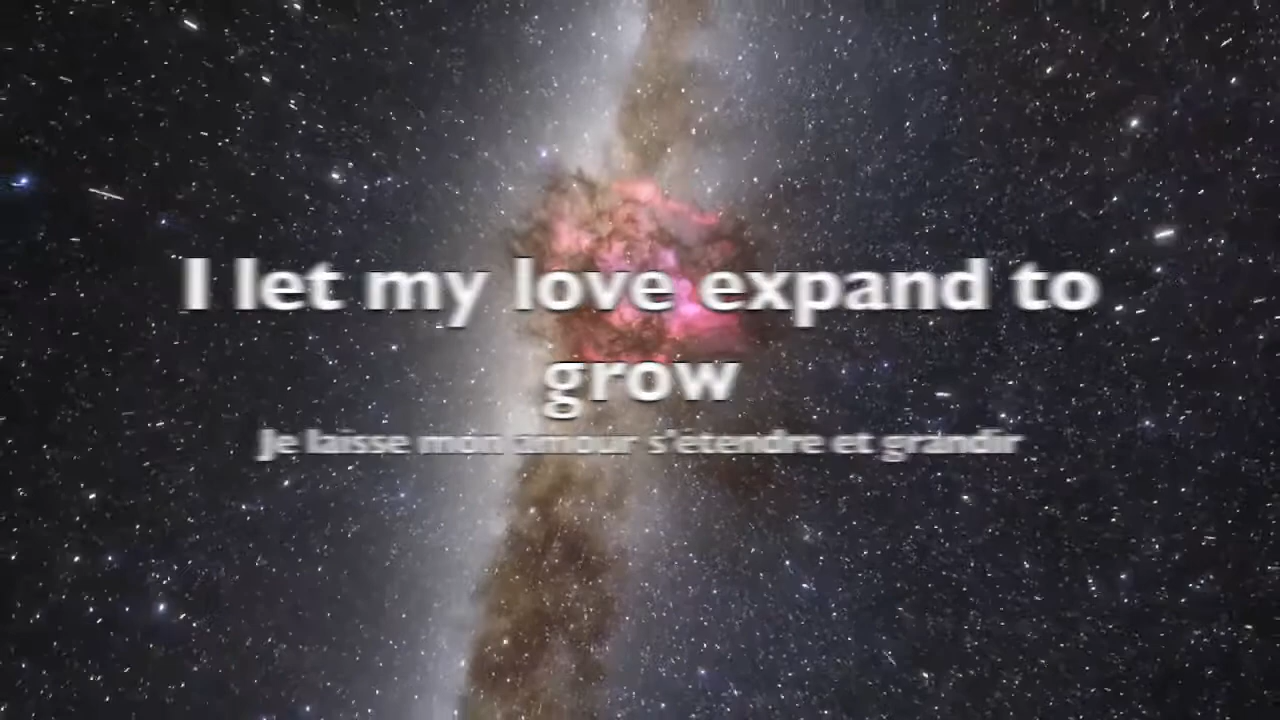 I let my love expand to
grow
Je laisse mon amour s'étendre et grandir